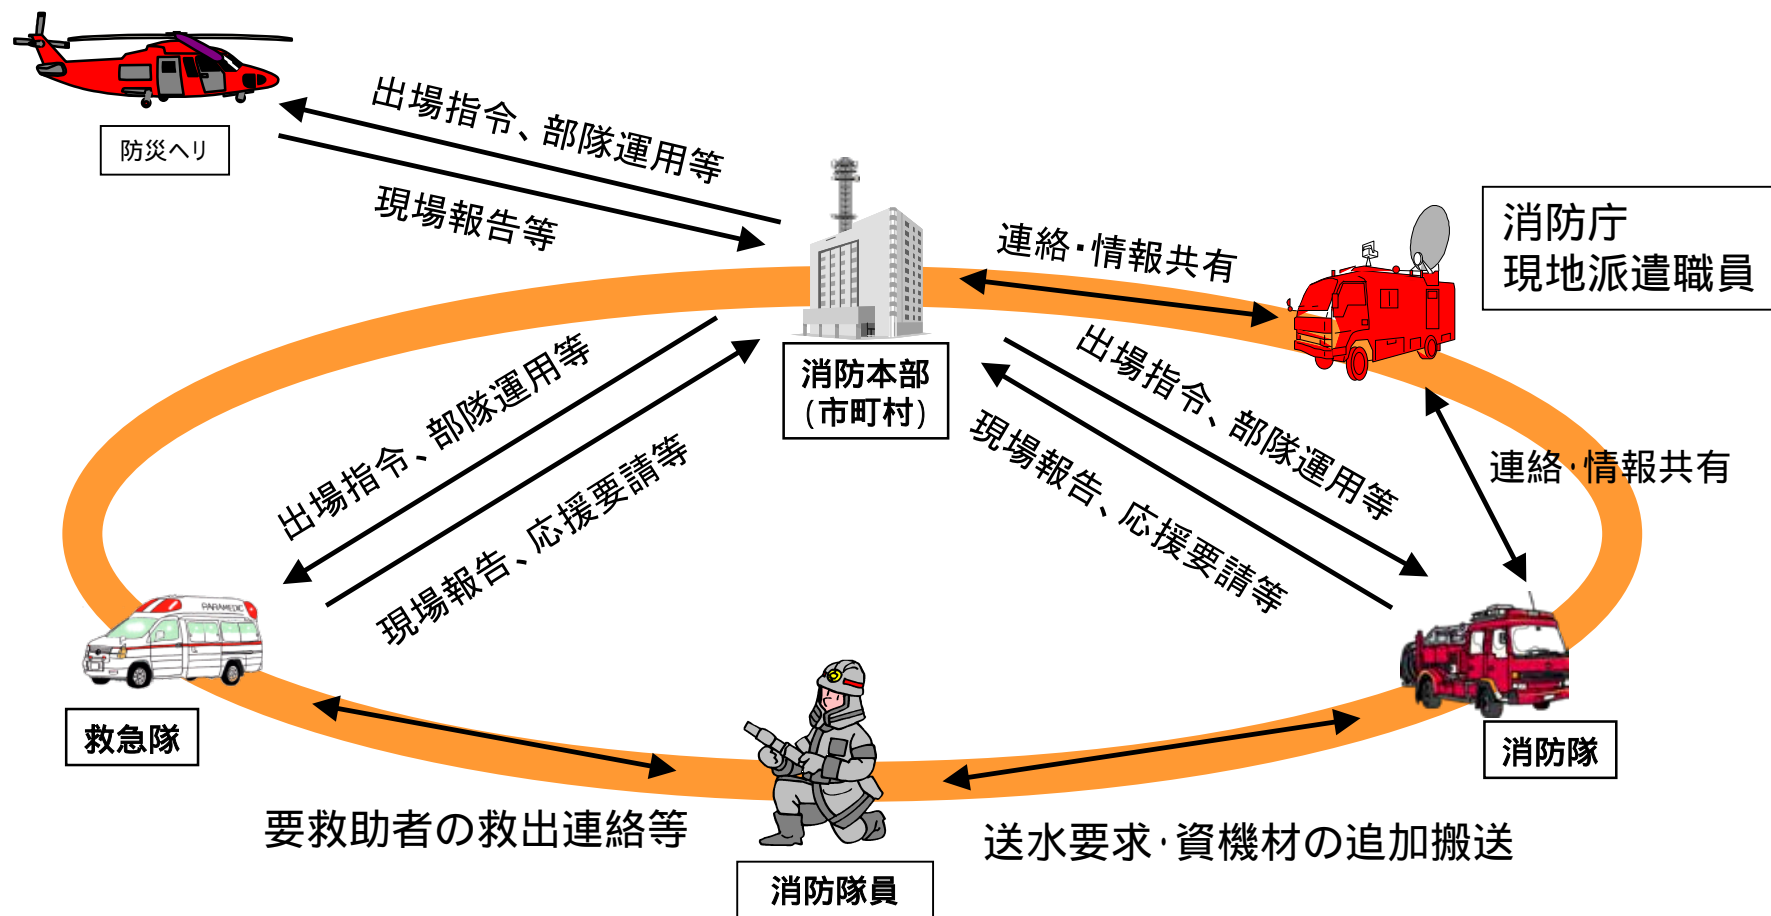 防災ヘリ
出場指令、部隊運用等
現場報告等
連絡・情報共有
消防庁
現地派遣職員
消防本部
(市町村)
出場指令、部隊運用等
現場報告、応援要請等
出場指令、部隊運用等
現場報告、応援要請等
連絡・情報共有
PARAMEDIC
救急隊
消防隊
要救助者の救出連絡等
送水要求・資機材の追加搬送
消防隊員